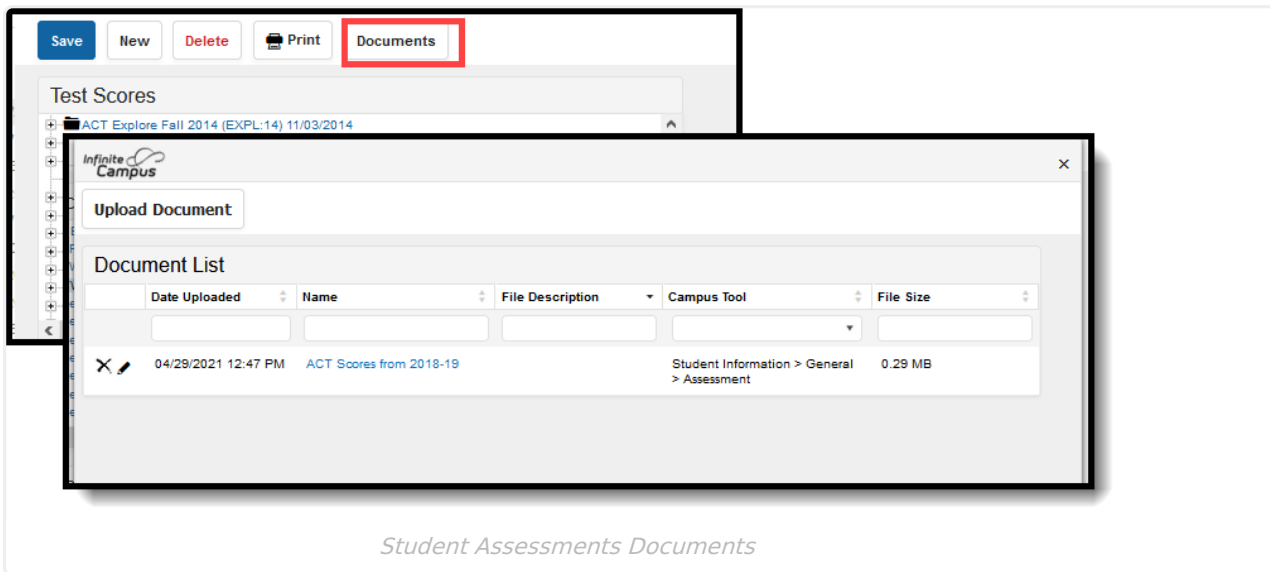 Save New Delete Print Documents
Test Scores
ACT Explore Fall 2014 (EXPL:14) 11/03/2014
Infinite
Campus
×
Upload Document
Document List
Date Uploaded Name File Description Campus Tool File Size
04/29/2021 12:47 PM ACT Scores from 2018-19 Student Information > General 0.29 MB
> Assessment
Student Assessments Documents